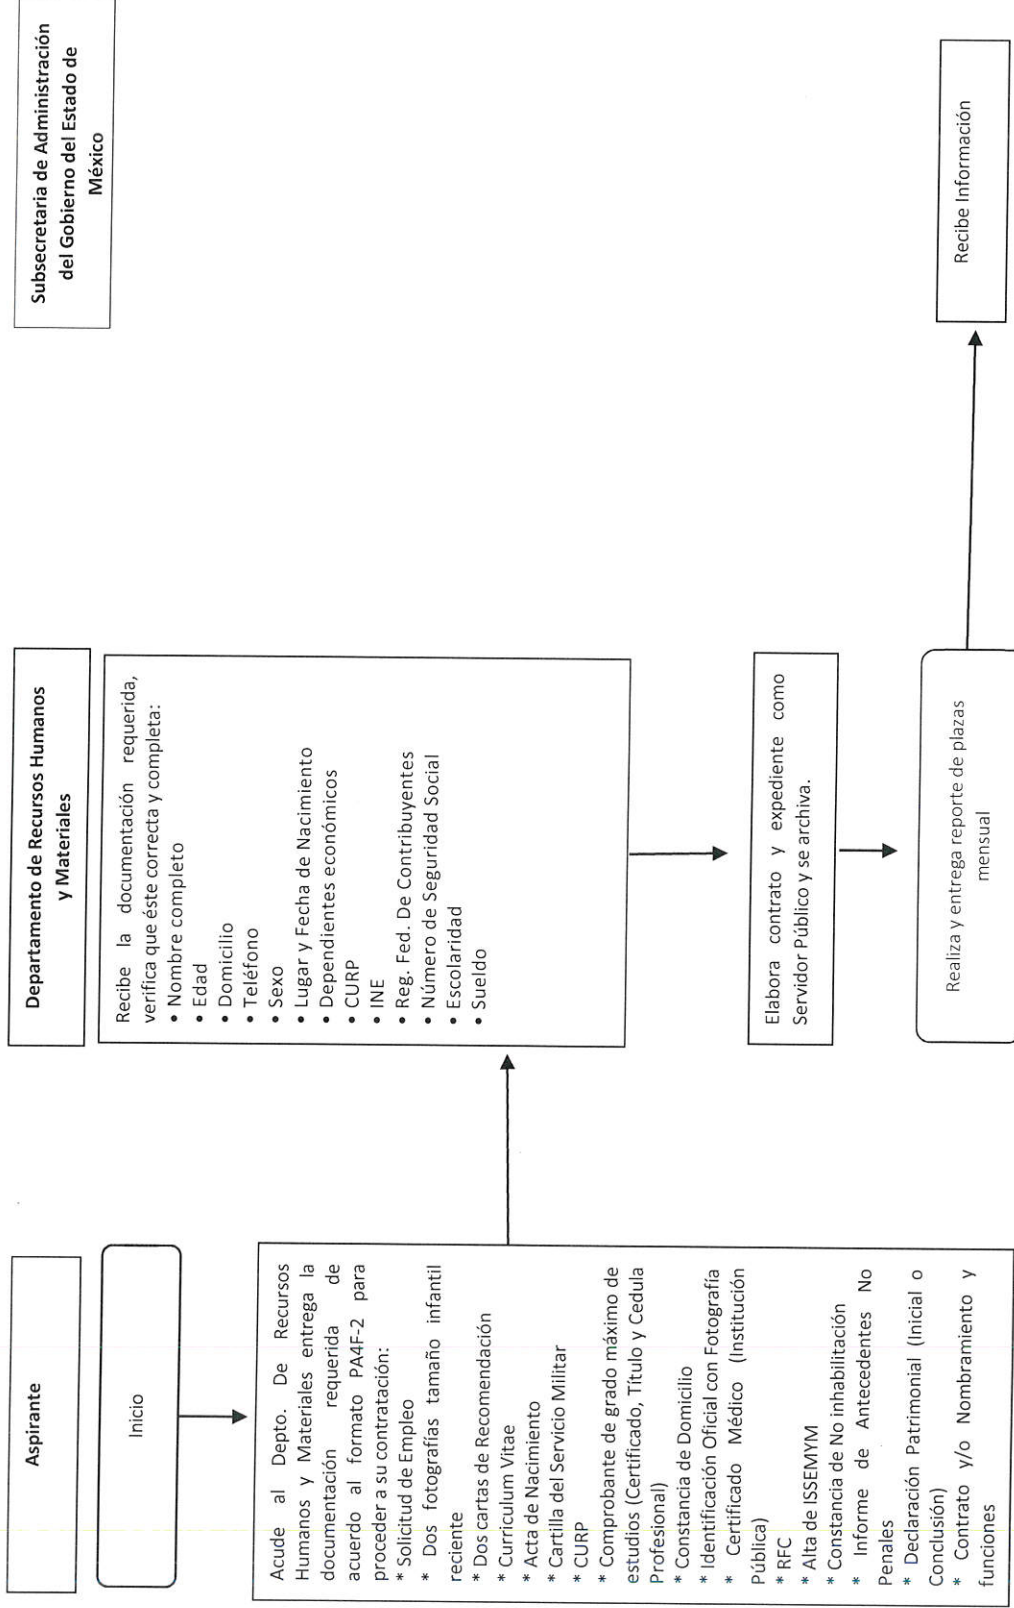 Aspirante
Inicio
Acude al Depto. De Recursos
Humanos y Materiales entrega la
documentación requerida de
acuerdo al formato PA4F-2 para
proceder a su contratación:
* Solicitud de Empleo
* Dos fotografías tamaño infantil
reciente
* Dos cartas de Recomendación
* Curriculum Vitae
* Acta de Nacimiento
* Cartilla del Servicio Militar
* CURP
* Comprobante de grado máximo de
estudios (Certificado, Título y Cedula
Profesional)
* Constancia de Domicilio
* Identificación Oficial con Fotografía
* Certificado Médico (Institución
Pública)
* RFC
* Alta de ISSEMYM
* Constancia de No inhabilitación
* Informe de Antecedentes No
Penales
* Declaración Patrimonial (Inicial o
Conclusión)
* Contrato y/o Nombramiento y
funciones
Departamento de Recursos Humanos
y Materiales
Recibe la documentación requerida,
verifica que éste correcta y completa:
• Nombre completo
• Edad
• Domicilio
• Teléfono
• Sexo
• Lugar y Fecha de Nacimiento
• Dependientes económicos
• CURP
• INE
• Reg. Fed. De Contribuyentes
• Número de Seguridad Social
• Escolaridad
• Sueldo
Elabora contrato y expediente como
Servidor Público y se archiva.
Realiza y entrega reporte de plazas
mensual
Subsecretaria de Administración
del Gobierno del Estado de
México
Recibe Información